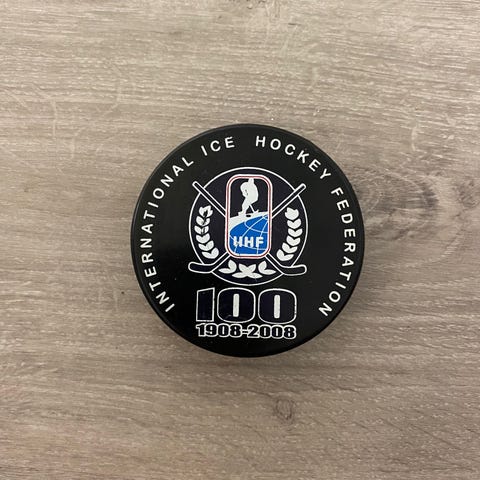 INTERNATIONAL ICE HOCKEY FEDERATION
IIHF
100
1908-2008